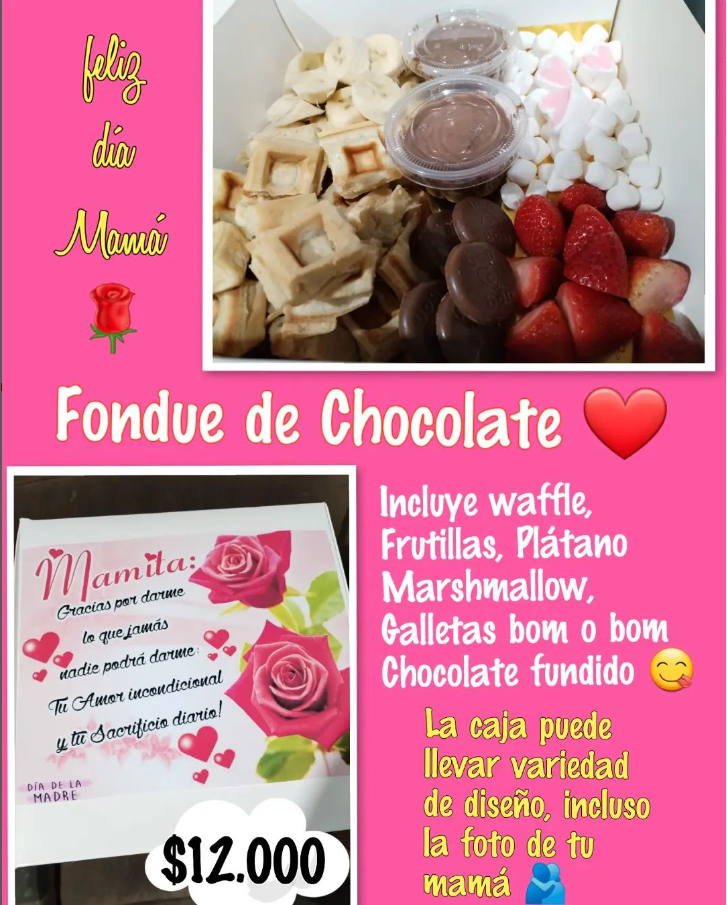 feliz
día
Mamá
Fondue de Chocolate
Incluye waffle,
Frutillas, Plátano
Marshmallow,
Galletas bom o bom
Chocolate fundido
Mamita:
Gracias por darme
lo que jamás
nadie podrá darme:
Tu Amor incondicional
y tu Sacrificio diario!
DÍA DE LA
MADRE
$12.000
La caja puede
llevar variedad
de diseño, incluso
la foto de tu
mamá